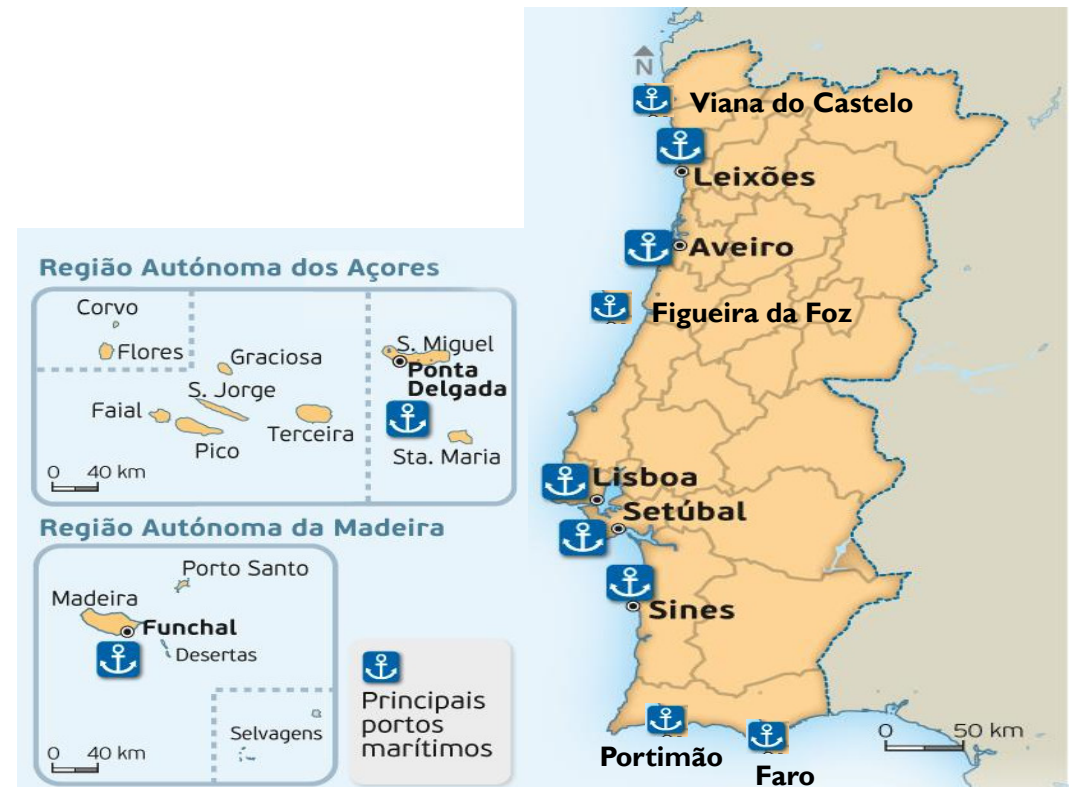 N
Viana do Castelo
Leixões
Aveiro
Figueira da Foz
Lisboa
Setúbal
Sines
Portimão
Faro
0 50 km
Região Autónoma dos Açores
Corvo
Flores
Graciosa
S. Jorge
Faial
Pico
Terceira
S. Miguel
Ponta
Delgada
Sta. Maria
0 40 km
Região Autónoma da Madeira
Porto Santo
Madeira
Funchal
Desertas
Selvagens
0 40 km
Principais
portos
marítimos